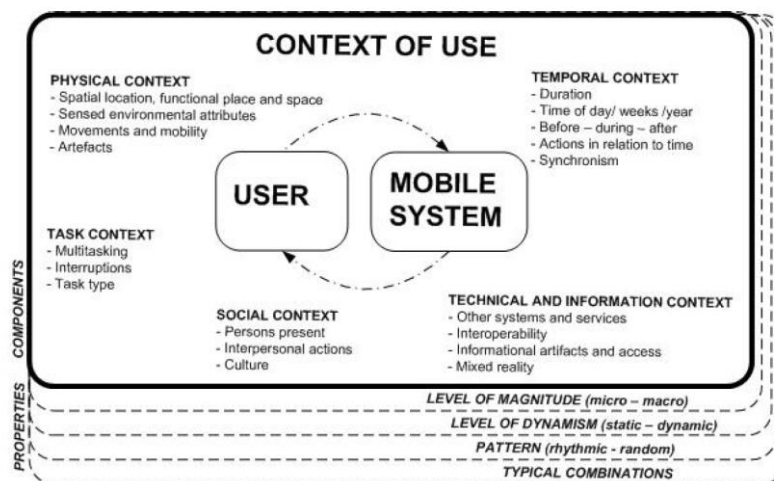 CONTEXT OF USE
PHYSICAL CONTEXT
- Spatial location, functional place and space
- Sensed environmental attributes
- Movements and mobility
- Artefacts
TEMPORAL CONTEXT
- Duration
- Time of day/ weeks /year
- Before – during – after
- Actions in relation to time
- Synchronism
USER
MOBILE
SYSTEM
TASK CONTEXT
- Multitasking
- Interruptions
- Task type
SOCIAL CONTEXT
- Persons present
- Interpersonal actions
- Culture
TECHNICAL AND INFORMATION CONTEXT
- Other systems and services
- Interoperability
- Informational artifacts and access
- Mixed reality
COMPONENTS
PROPERTIES
LEVEL OF MAGNITUDE (micro – macro)
LEVEL OF DYNAMISM (static – dynamic)
PATTERN (rhythmic - random)
TYPICAL COMBINATIONS